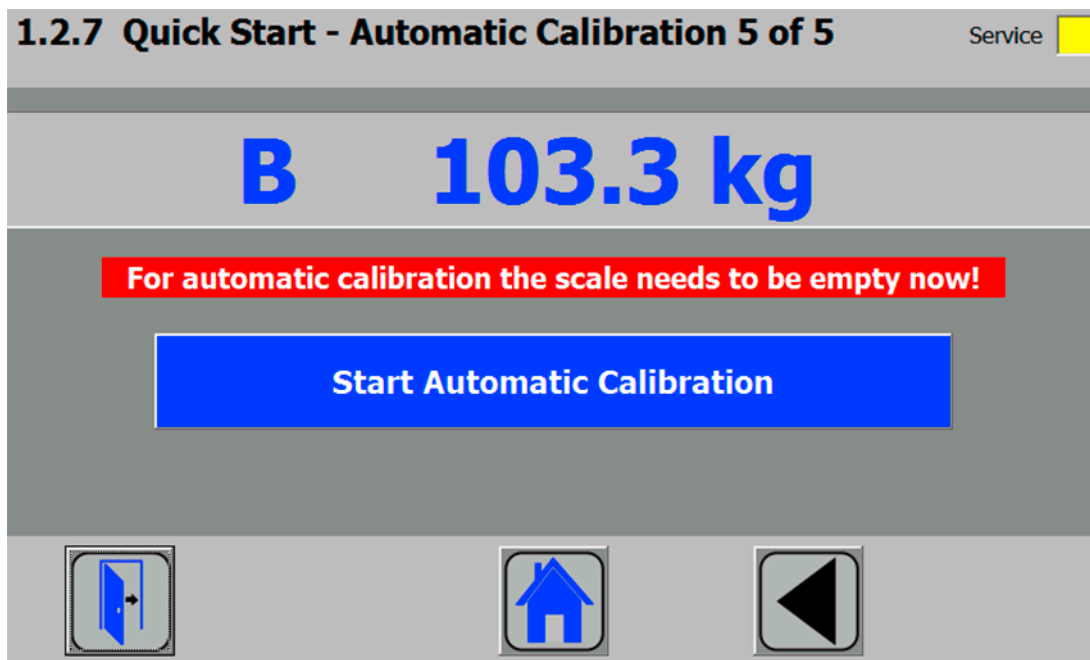 1.2.7 Quick Start - Automatic Calibration 5 of 5 Service
B 103.3 kg
For automatic calibration the scale needs to be empty now!
Start Automatic Calibration